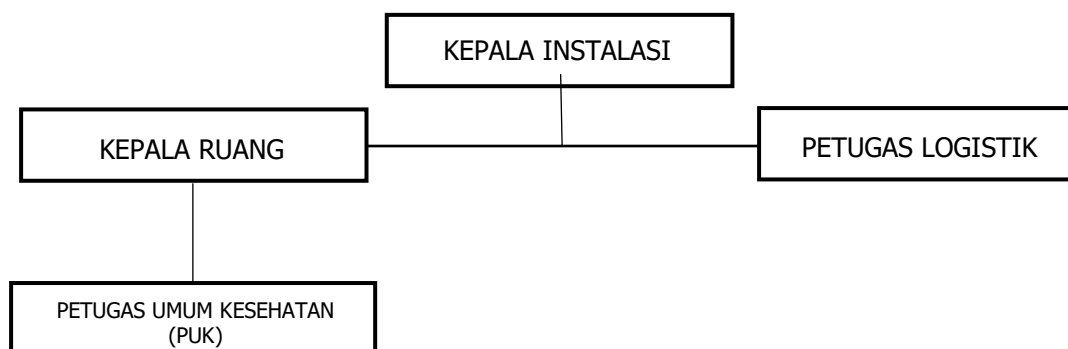 KEPALA INSTALASI
KEPALA RUANG
PETUGAS LOGISTIK
PETUGAS UMUM KESEHATAN
(PUK)